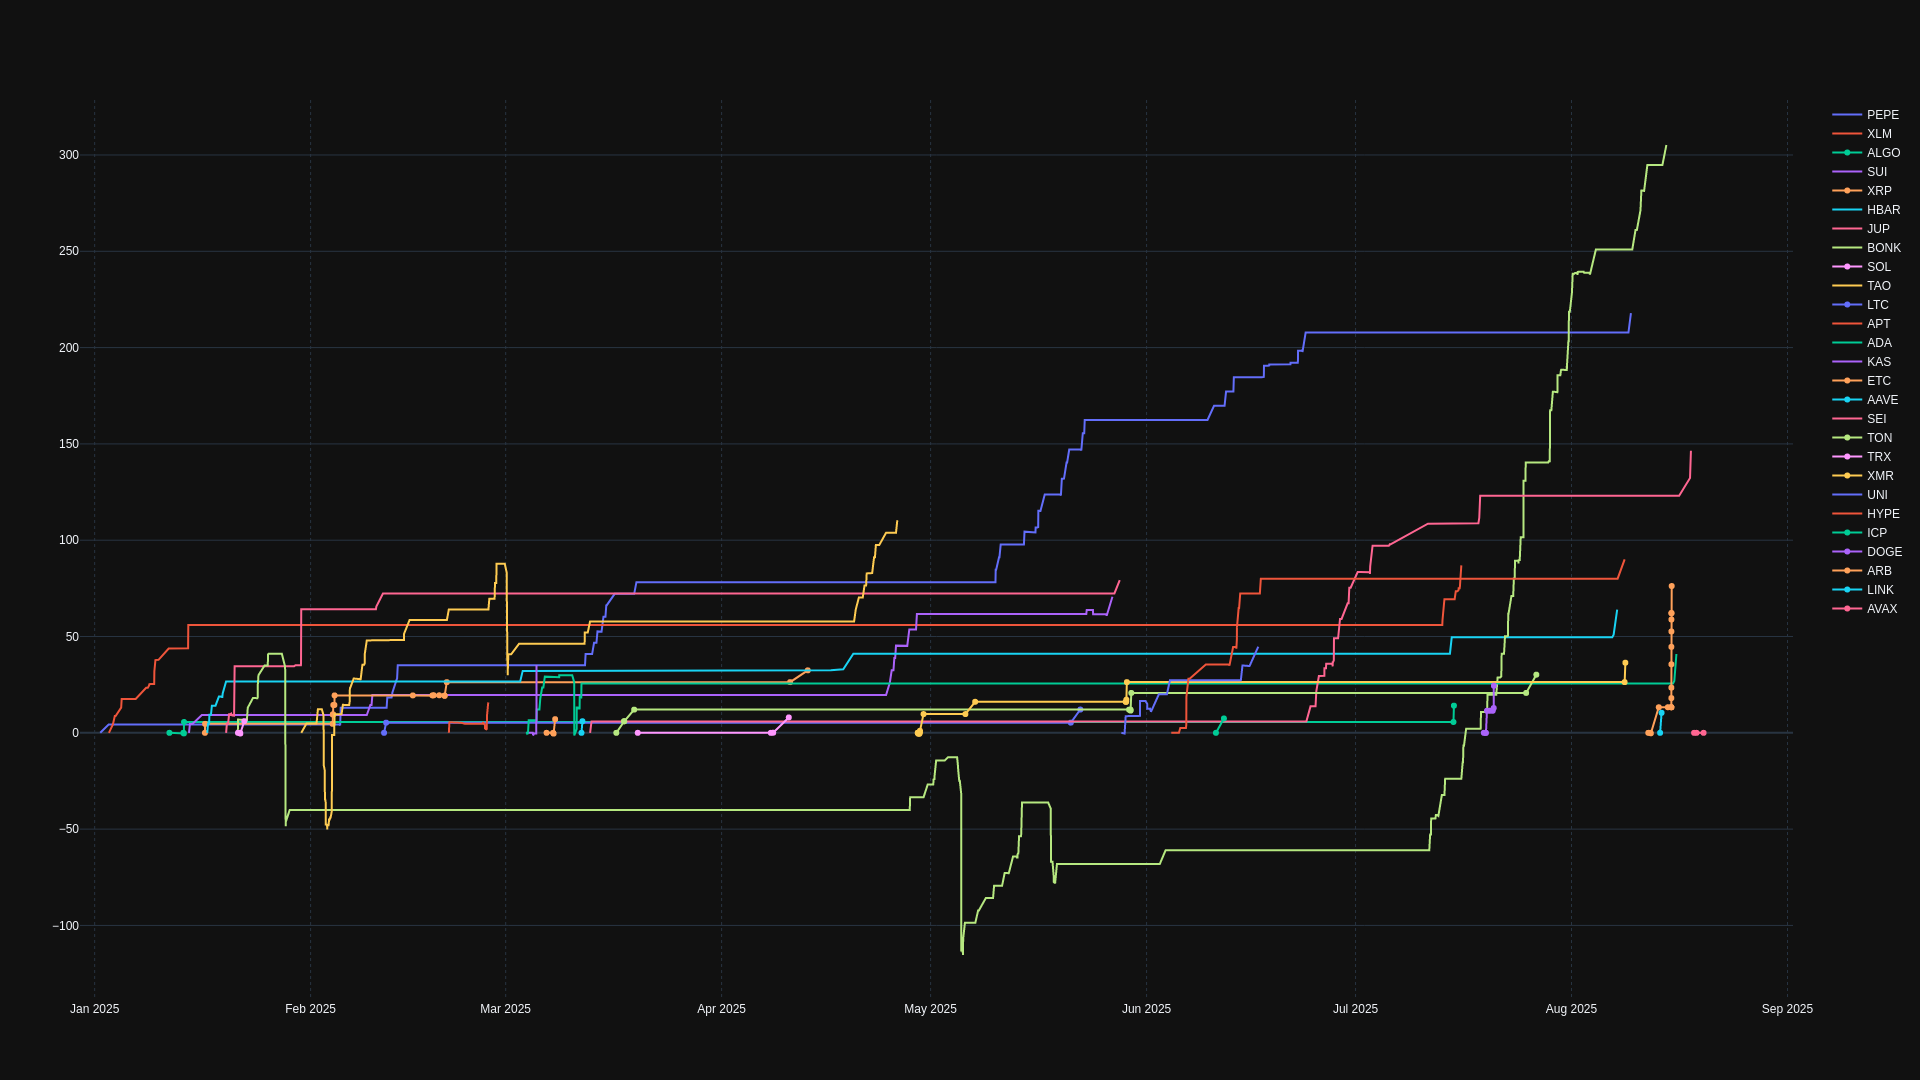 300
250
200
150
100
50
0
−50
−100
Jan 2025
Feb 2025
Mar 2025
Apr 2025
May 2025
Jun 2025
Jul 2025
Aug 2025
Sep 2025
PEPE
XLM
ALGO
SUI
XRP
HBAR
JUP
BONK
SOL
TAO
LTC
APT
ADA
KAS
ETC
AAVE
SEI
TON
TRX
XMR
UNI
HYPE
ICP
DOGE
ARB
LINK
AVAX